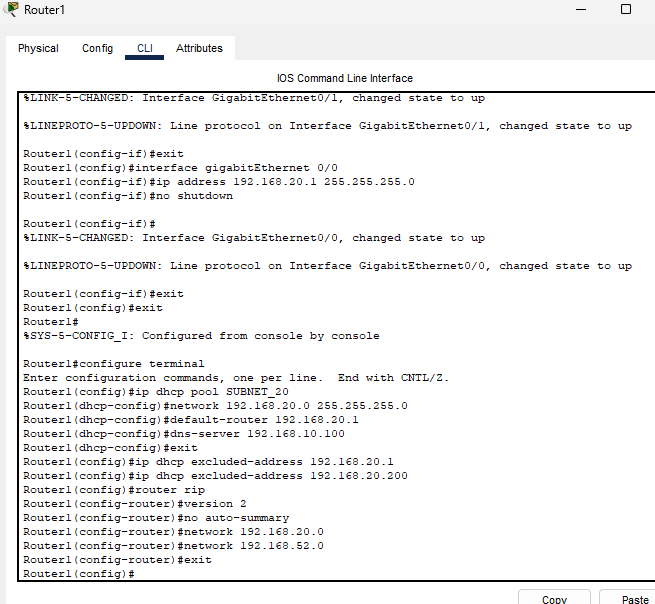 Router1
Physical Config CLI Attributes
IOS Command Line Interface
%LINK-5-CHANGED: Interface GigabitEthernet0/1, changed state to up
%LINEPROTO-5-UPDOWN: Line protocol on Interface GigabitEthernet0/1, changed state to up
Router1(config-if)#exit
Router1(config)#interface gigabitEthernet 0/0
Router1(config-if)#ip address 192.168.20.1 255.255.255.0
Router1(config-if)#no shutdown
Router1(config-if)#
%LINK-5-CHANGED: Interface GigabitEthernet0/0, changed state to up
%LINEPROTO-5-UPDOWN: Line protocol on Interface GigabitEthernet0/0, changed state to up
Router1(config-if)#exit
Router1(config)#exit
Router1#
%SYS-5-CONFIG_I: Configured from console by console
Router1#configure terminal
Enter configuration commands, one per line.  End with CNTL/Z.
Router1(config)#ip dhcp pool SUBNET_20
Router1(dhcp-config)#network 192.168.20.0 255.255.255.0
Router1(dhcp-config)#default-router 192.168.20.1
Router1(dhcp-config)#dns-server 192.168.10.100
Router1(dhcp-config)#exit
Router1(config)#ip dhcp excluded-address 192.168.20.1
Router1(config)#ip dhcp excluded-address 192.168.20.200
Router1(config)#router rip
Router1(config-router)#version 2
Router1(config-router)#no auto-summary
Router1(config-router)#network 192.168.20.0
Router1(config-router)#network 192.168.52.0
Router1(config-router)#exit
Router1(config)#
Copy Paste